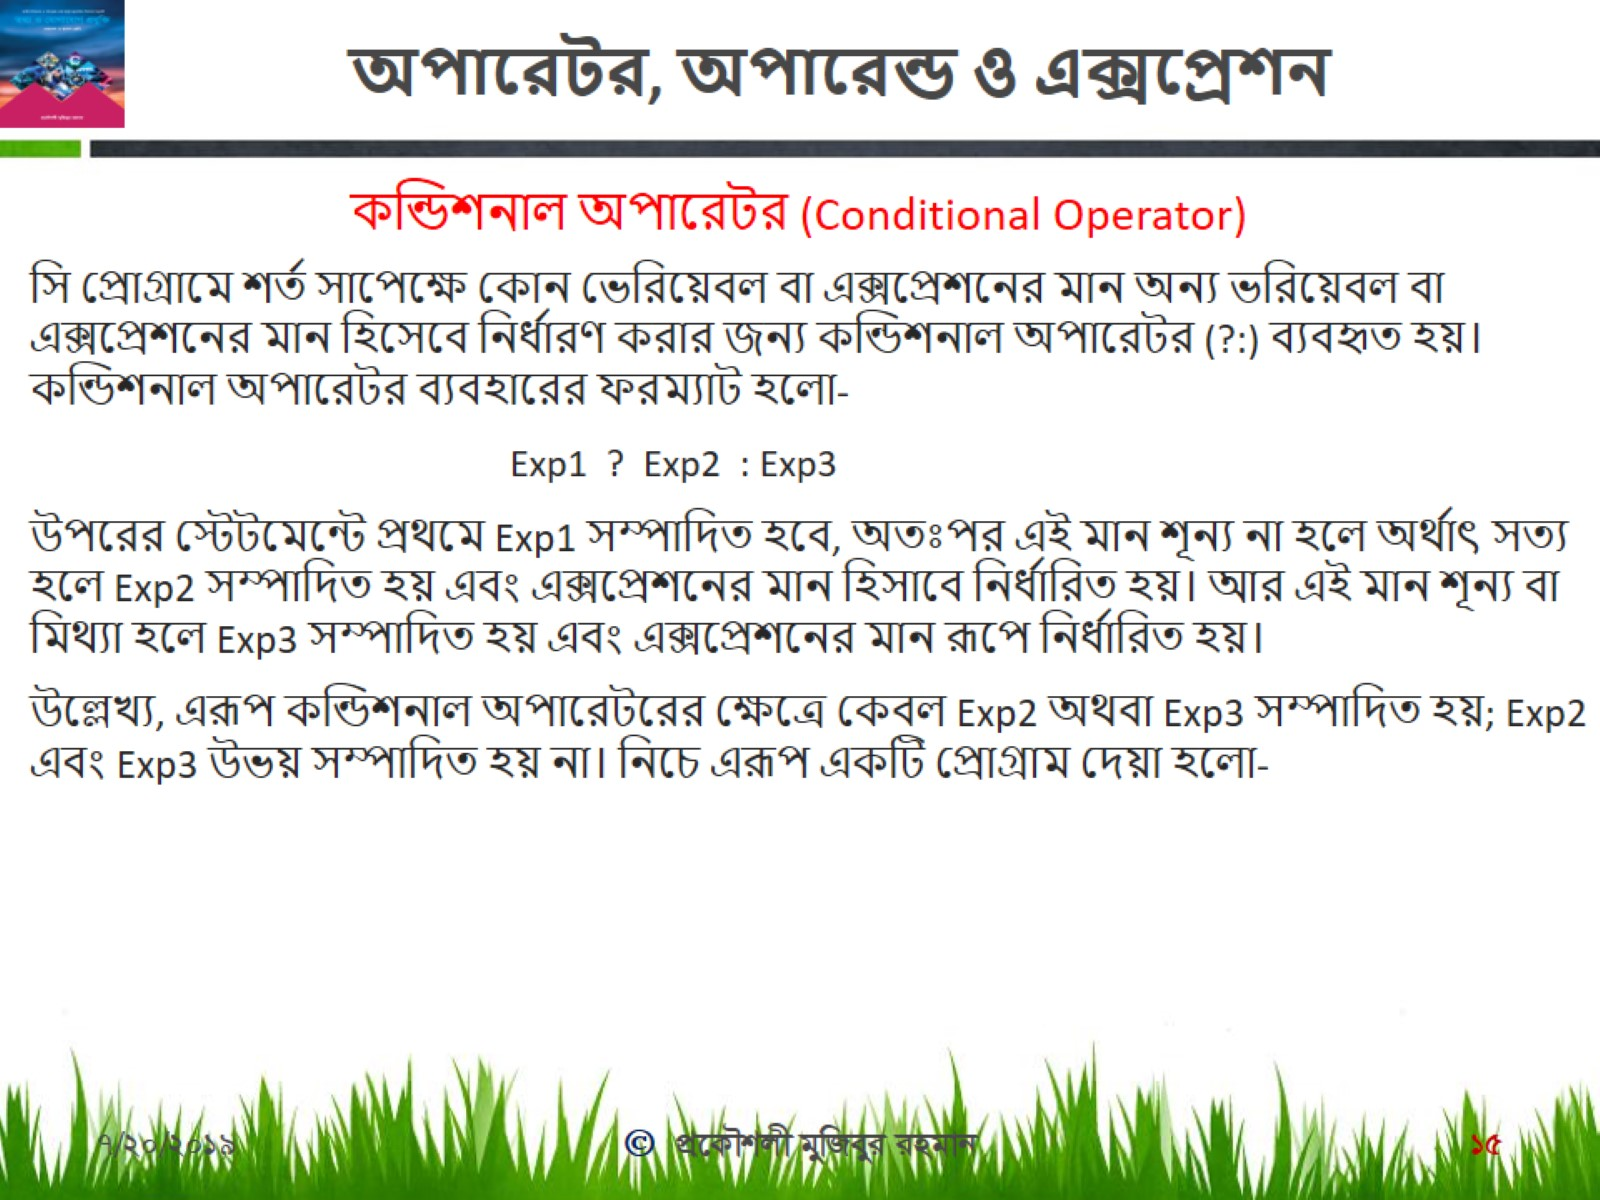 অপারেটর, অপারেন্ড ও এক্সপ্রেশন
কন্ডিশনাল অপারেটর (Conditional Operator)
সি প্রোগ্রামে শর্ত সাপেক্ষে কোন ভেরিয়েবল বা এক্সপ্রেশনের মান অন্য ভরিয়েবল বা
এক্সপ্রেশনের মান হিসেবে নির্ধারণ করার জন্য কন্ডিশনাল অপারেটর (?:) ব্যবহৃত হয়।
কন্ডিশনাল অপারেটর ব্যবহারের ফরম্যাট হলো-
Exp1 ? Exp2 : Exp3
উপরের স্টেটমেন্টে প্রথমে Exp1 সম্পাদিত হবে, অতঃপর এই মান শূন্য না হলে অর্থাৎ সত্য
হলে Exp2 সম্পাদিত হয় এবং এক্সপ্রেশনের মান হিসাবে নির্ধারিত হয়। আর এই মান শূন্য বা
মিথ্যা হলে Exp3 সম্পাদিত হয় এবং এক্সপ্রেশনের মান রূপে নির্ধারিত হয়।
উল্লেখ্য, এরূপ কন্ডিশনাল অপারেটরের ক্ষেত্রে কেবল Exp2 অথবা Exp3 সম্পাদিত হয়; Exp2
এবং Exp3 উভয় সম্পাদিত হয় না। নিচে এরূপ একটি প্রোগ্রাম দেয়া হলো-
৭/২০/২০১৯
© প্রকৌশলী মুজিবুর রহমান
১৫